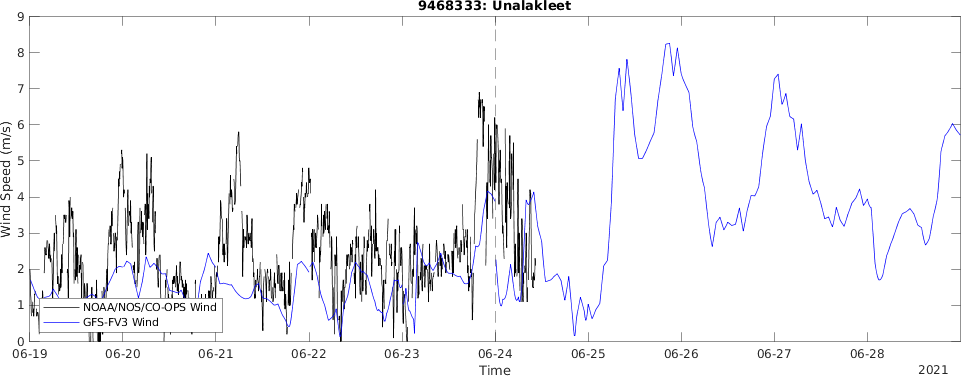 9468333: Unalakleet
9
8
7
6
5
4
3
2
1
0
Wind Speed (m/s)
NOAA/NOS/CO-OPS Wind
GFS-FV3 Wind
06-19 06-20 06-21 06-22 06-23 06-24 06-25 06-26 06-27 06-28
Time
2021